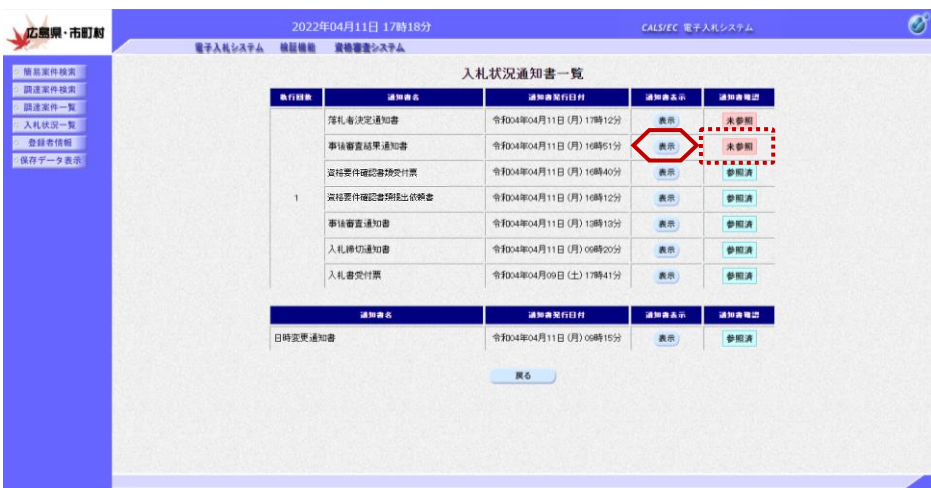 広島県・市町村
2022年04月11日 17時18分
CALS/EC 電子入札システム
電子入札システム 検証機能 資格審査システム
簡易案件検索
調達案件検索
調達案件一覧
入札状況一覧
登録者情報
保存データ表示
入札状況通知書一覧
執行回数 通知書名 通知書発行日付 通知書表示 通知書確認
落札者決定通知書 令和04年04月11日(月)17時12分 表示 未参照
事後審査結果通知書 令和04年04月11日(月)16時51分 表示 未参照
資格要件確認書類受付票 令和04年04月11日(月)16時40分 表示 参照済
1 資格要件確認書類提出依頼書 令和04年04月11日(月)16時12分 表示 参照済
事後審査通知書 令和04年04月11日(月)13時13分 表示 参照済
入札締切通知書 令和04年04月11日(月)09時20分 表示 参照済
入札書受付票 令和04年04月09日(土)17時41分 表示 参照済
通知書名 通知書発行日付 通知書表示 通知書確認
日時変更通知書 令和04年04月11日(月)09時15分 表示 参照済
戻る